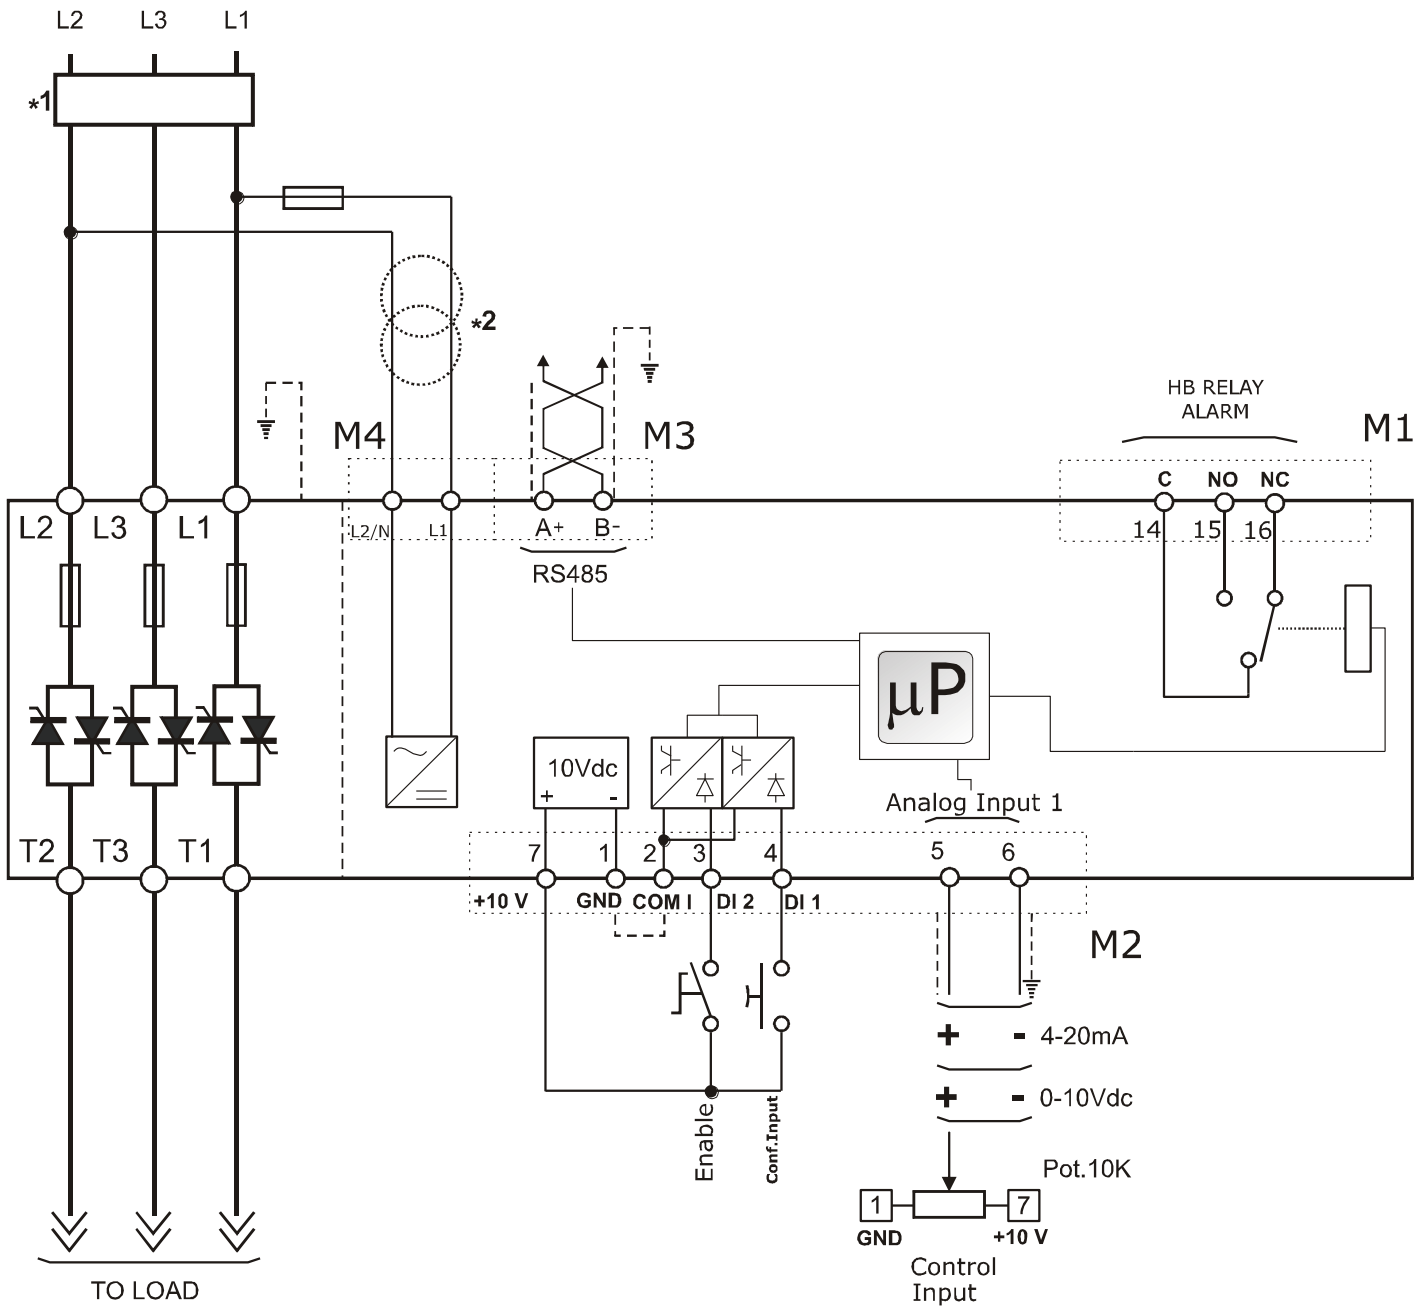 L2 L3 L1
*1
*2
HB RELAY
ALARM
M4 M3 M1
C NO NC
L2 L3 L1 L2/N L1 A+ B- 14 15 16
RS485
µP
10Vdc
+ -
Analog Input 1
T2 T3 T1 7 1 2 3 4 5 6
+10 V GND COM I DI 2 DI 1
M2
+ - 4-20mA
+ - 0-10Vdc
Enable
Conf.Input
Pot.10K
1 7
GND +10 V
Control
Input
TO LOAD